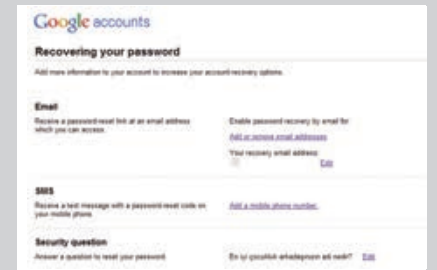 Google accounts
Recovering your password
Add more information to your account to increase your account recovery options.
Email
Receive a password reset link at an email address
which you can access.
Enable password recovery by email for
Add or remove email addresses
Your recovery email address:
Edit
SMS
Receive a text message with a password reset code on
your mobile phone.
Add a mobile phone number.
Security question
Answer a question to reset your password.
En iyi çocukluk arkadaşınızın adı nedir? Edit